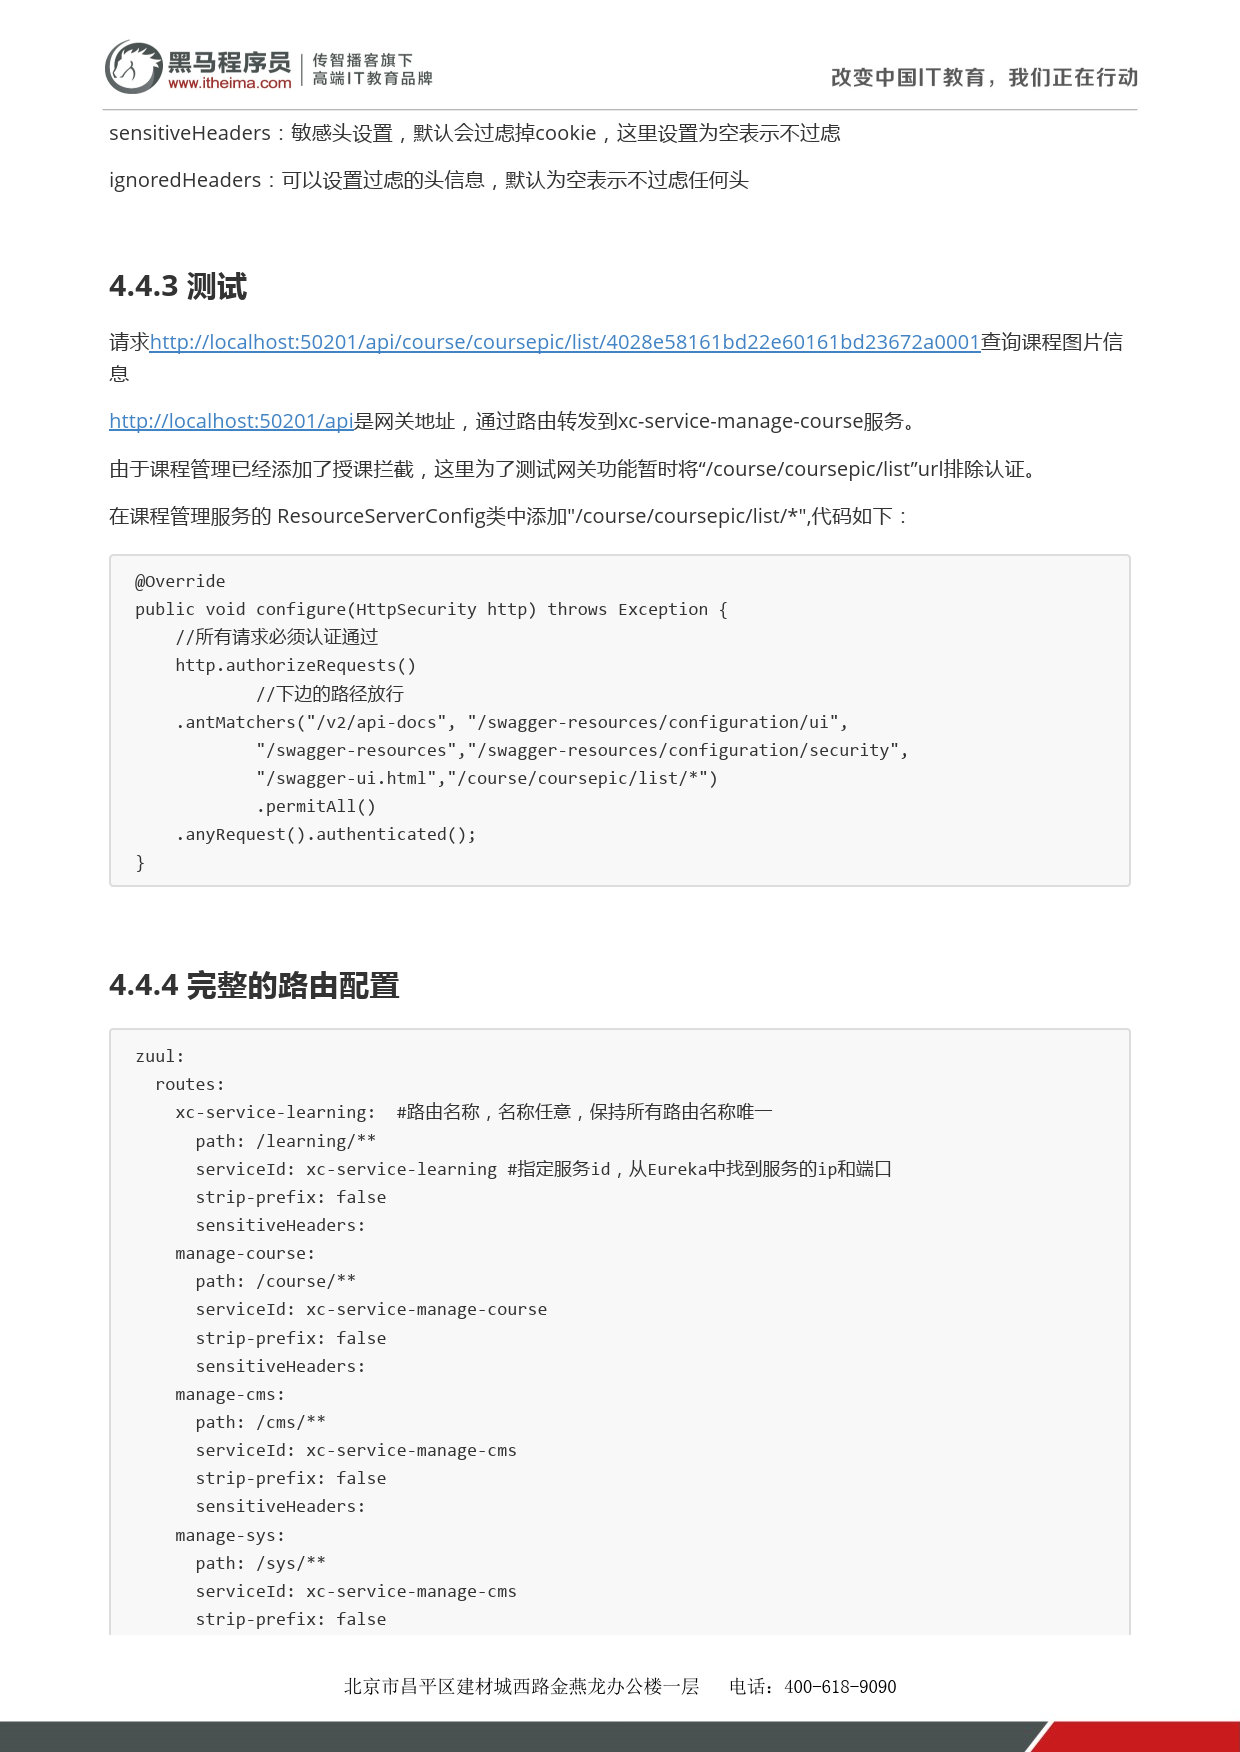 黑马程序员
www.itheima.com
传智播客旗下
高端IT教育品牌
改变中国IT教育，我们正在行动
sensitiveHeaders：敏感头设置，默认会过虑掉cookie，这里设置为空表示不过虑
ignoredHeaders：可以设置过虑的头信息，默认为空表示不过虑任何头
4.4.3 测试
请求http://localhost:50201/api/course/coursepic/list/4028e58161bd22e60161bd23672a0001查询课程图片信
息
http://localhost:50201/api是网关地址，通过路由转发到xc-service-manage-course服务。
由于课程管理已经添加了授课拦截，这里为了测试网关功能暂时将“/course/coursepic/list”url排除认证。
在课程管理服务的 ResourceServerConfig类中添加"/course/coursepic/list/*",代码如下：
@Override
public void configure(HttpSecurity http) throws Exception {
    //所有请求必须认证通过
    http.authorizeRequests()
            //下边的路径放行
    .antMatchers("/v2/api-docs", "/swagger-resources/configuration/ui",
            "/swagger-resources","/swagger-resources/configuration/security",
            "/swagger-ui.html","/course/coursepic/list/*")
            .permitAll()
    .anyRequest().authenticated();
}
4.4.4 完整的路由配置
zuul:
  routes:
    xc-service-learning:  #路由名称，名称任意，保持所有路由名称唯一
      path: /learning/**
      serviceId: xc-service-learning #指定服务id，从Eureka中找到服务的ip和端口
      strip-prefix: false
      sensitiveHeaders:
    manage-course:
      path: /course/**
      serviceId: xc-service-manage-course
      strip-prefix: false
      sensitiveHeaders:
    manage-cms:
      path: /cms/**
      serviceId: xc-service-manage-cms
      strip-prefix: false
      sensitiveHeaders:
    manage-sys:
      path: /sys/**
      serviceId: xc-service-manage-cms
      strip-prefix: false
北京市昌平区建材城西路金燕龙办公楼一层    电话：400-618-9090